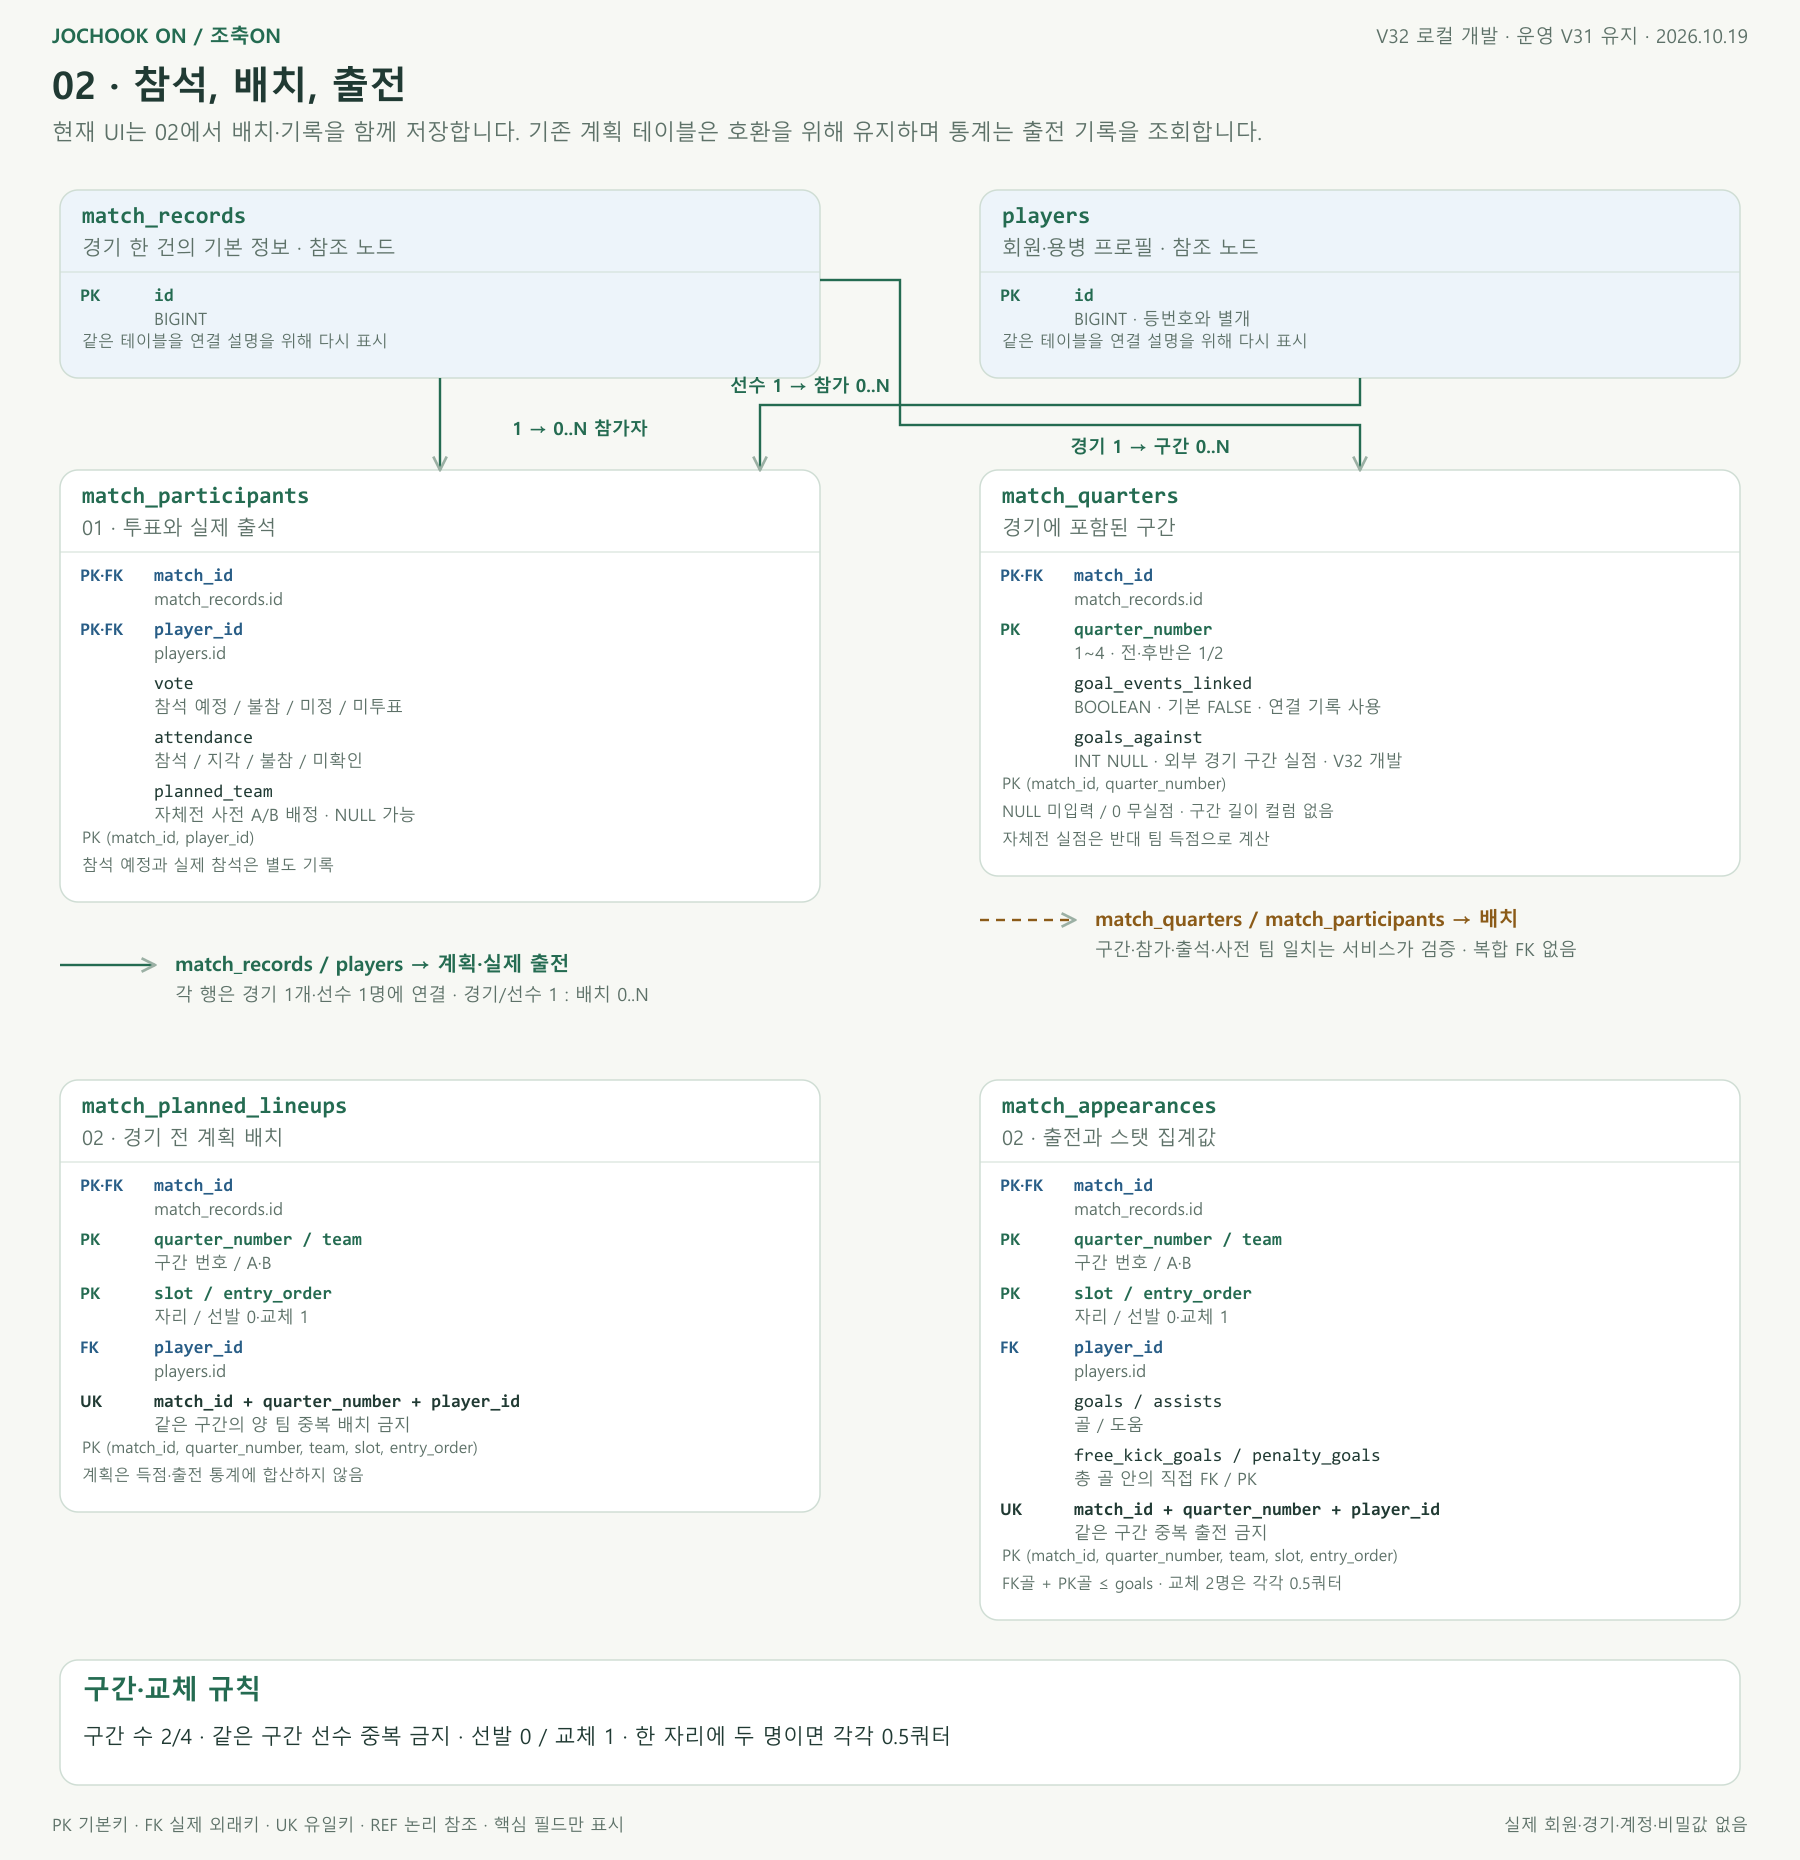 JOCHOOK ON / 조축ON
V32 로컬 개발 · 운영 V31 유지 · 2026.10.19
02 · 참석, 배치, 출전
현재 UI는 02에서 배치·기록을 함께 저장합니다. 기존 계획 테이블은 호환을 위해 유지하며 통계는 출전 기록을 조회합니다.
match_records
경기 한 건의 기본 정보 · 참조 노드
PK id
BIGINT
같은 테이블을 연결 설명을 위해 다시 표시
players
회원·용병 프로필 · 참조 노드
PK id
BIGINT · 등번호와 별개
같은 테이블을 연결 설명을 위해 다시 표시
선수 1 → 참가 0..N
1 → 0..N 참가자
경기 1 → 구간 0..N
match_participants
01 · 투표와 실제 출석
PK·FK match_id
match_records.id
PK·FK player_id
players.id
vote
참석 예정 / 불참 / 미정 / 미투표
attendance
참석 / 지각 / 불참 / 미확인
planned_team
자체전 사전 A/B 배정 · NULL 가능
PK (match_id, player_id)
참석 예정과 실제 참석은 별도 기록
match_quarters
경기에 포함된 구간
PK·FK match_id
match_records.id
PK quarter_number
1~4 · 전·후반은 1/2
goal_events_linked
BOOLEAN · 기본 FALSE · 연결 기록 사용
goals_against
INT NULL · 외부 경기 구간 실점 · V32 개발
PK (match_id, quarter_number)
NULL 미입력 / 0 무실점 · 구간 길이 컬럼 없음
자체전 실점은 반대 팀 득점으로 계산
match_quarters / match_participants → 배치
구간·참가·출석·사전 팀 일치는 서비스가 검증 · 복합 FK 없음
match_records / players → 계획·실제 출전
각 행은 경기 1개·선수 1명에 연결 · 경기/선수 1 : 배치 0..N
match_planned_lineups
02 · 경기 전 계획 배치
PK·FK match_id
match_records.id
PK quarter_number / team
구간 번호 / A·B
PK slot / entry_order
자리 / 선발 0·교체 1
FK player_id
players.id
UK match_id + quarter_number + player_id
같은 구간의 양 팀 중복 배치 금지
PK (match_id, quarter_number, team, slot, entry_order)
계획은 득점·출전 통계에 합산하지 않음
match_appearances
02 · 출전과 스탯 집계값
PK·FK match_id
match_records.id
PK quarter_number / team
구간 번호 / A·B
PK slot / entry_order
자리 / 선발 0·교체 1
FK player_id
players.id
goals / assists
골 / 도움
free_kick_goals / penalty_goals
총 골 안의 직접 FK / PK
UK match_id + quarter_number + player_id
같은 구간 중복 출전 금지
PK (match_id, quarter_number, team, slot, entry_order)
FK골 + PK골 ≤ goals · 교체 2명은 각각 0.5쿼터
구간·교체 규칙
구간 수 2/4 · 같은 구간 선수 중복 금지 · 선발 0 / 교체 1 · 한 자리에 두 명이면 각각 0.5쿼터
PK 기본키 · FK 실제 외래키 · UK 유일키 · REF 논리 참조 · 핵심 필드만 표시
실제 회원·경기·계정·비밀값 없음